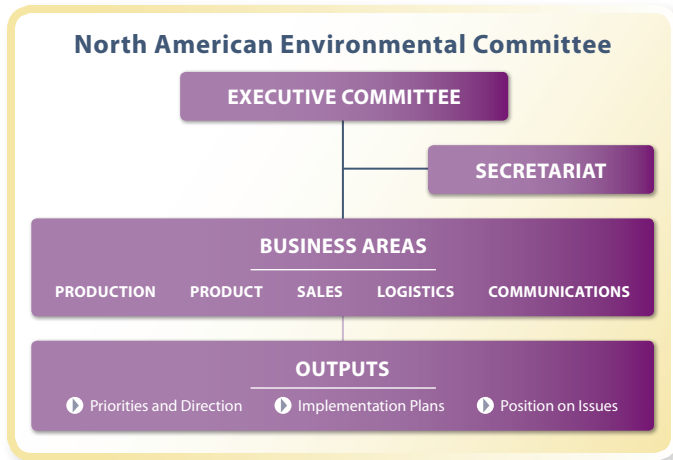 North American Environmental Committee
EXECUTIVE COMMITTEE
SECRETARIAT
BUSINESS AREAS
PRODUCTION PRODUCT SALES LOGISTICS COMMUNICATIONS
OUTPUTS
Priorities and Direction Implementation Plans Position on Issues